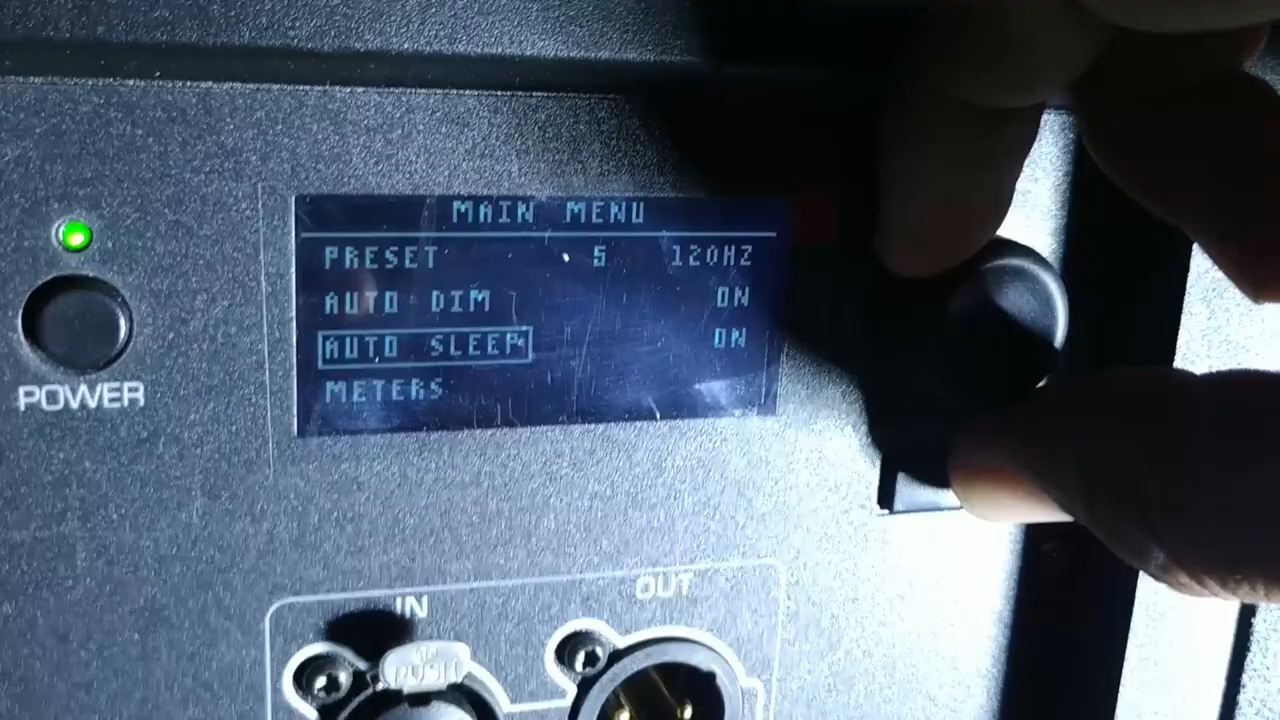 MAIN MENU
PRESET 5 120HZ
AUTO DIM ON
AUTO SLEEP ON
METERS
POWER
IN
OUT
PUSH